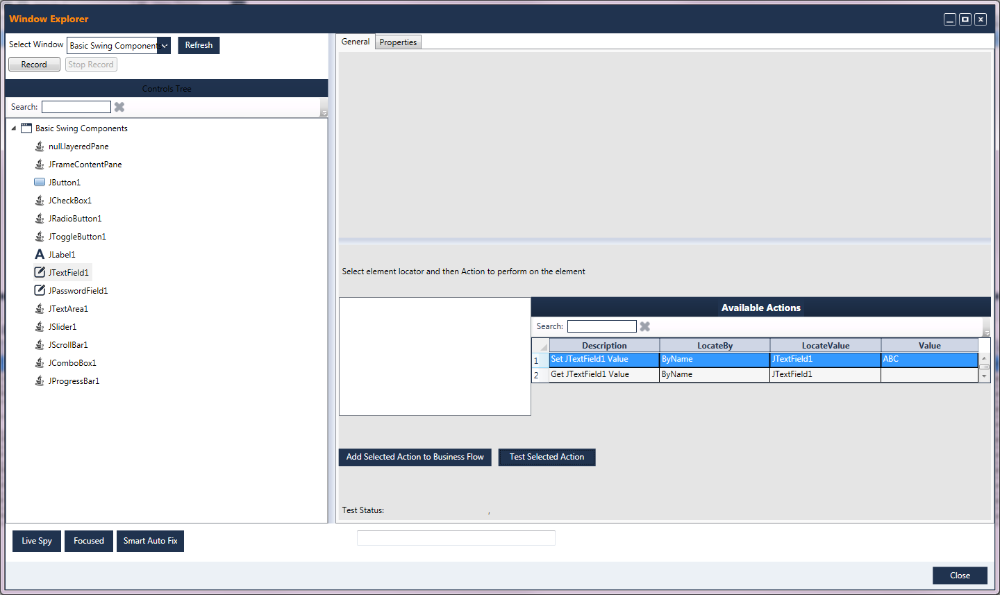 Window Explorer
Select Window Basic Swing Component Refresh
Record Stop Record
Controls Tree
Search:
Basic Swing Components
null.layeredPane
JFrameContentPane
JButton1
JCheckBox1
JRadioButton1
JToggleButton1
JLabel1
JTextField1
JPasswordField1
JTextArea1
JSlider1
JScrollBar1
JComboBox1
JProgressBar1
Live Spy Focused Smart Auto Fix
General Properties
Select element locator and then Action to perform on the element
Available Actions
Search:
Description LocateBy LocateValue Value
1 Set JTextField1 Value ByName JTextField1 ABC
2 Get JTextField1 Value ByName JTextField1
Add Selected Action to Business Flow Test Selected Action
Test Status: ,
Close